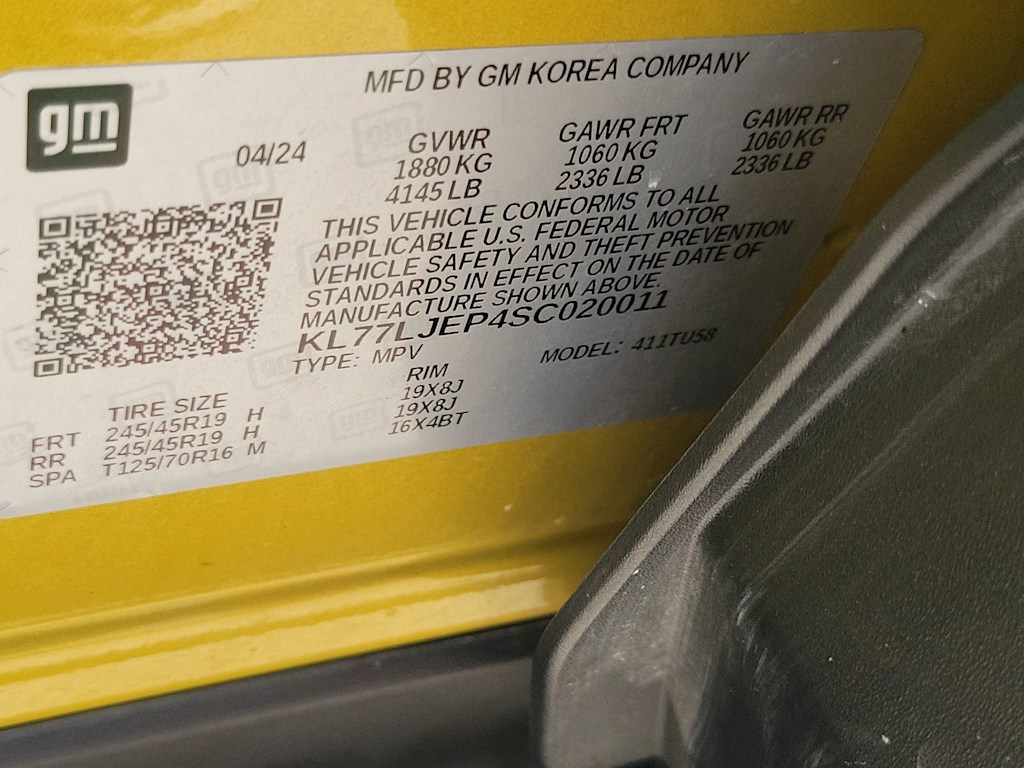 gm
MFD BY GM KOREA COMPANY
04/24 GVWR GAWR FRT GAWR RR
1880 KG 1060 KG 1060 KG
4145 LB 2336 LB 2336 LB
THIS VEHICLE CONFORMS TO ALL
APPLICABLE U.S. FEDERAL MOTOR
VEHICLE SAFETY AND THEFT PREVENTION
STANDARDS IN EFFECT ON THE DATE OF
MANUFACTURE SHOWN ABOVE.
KL77LJEP4SC020011
TYPE: MPV MODEL: 411TU58
TIRE SIZE RIM
FRT 245/45R19 H 19X8J
RR 245/45R19 H 19X8J
SPA T125/70R16 M 16X4BT